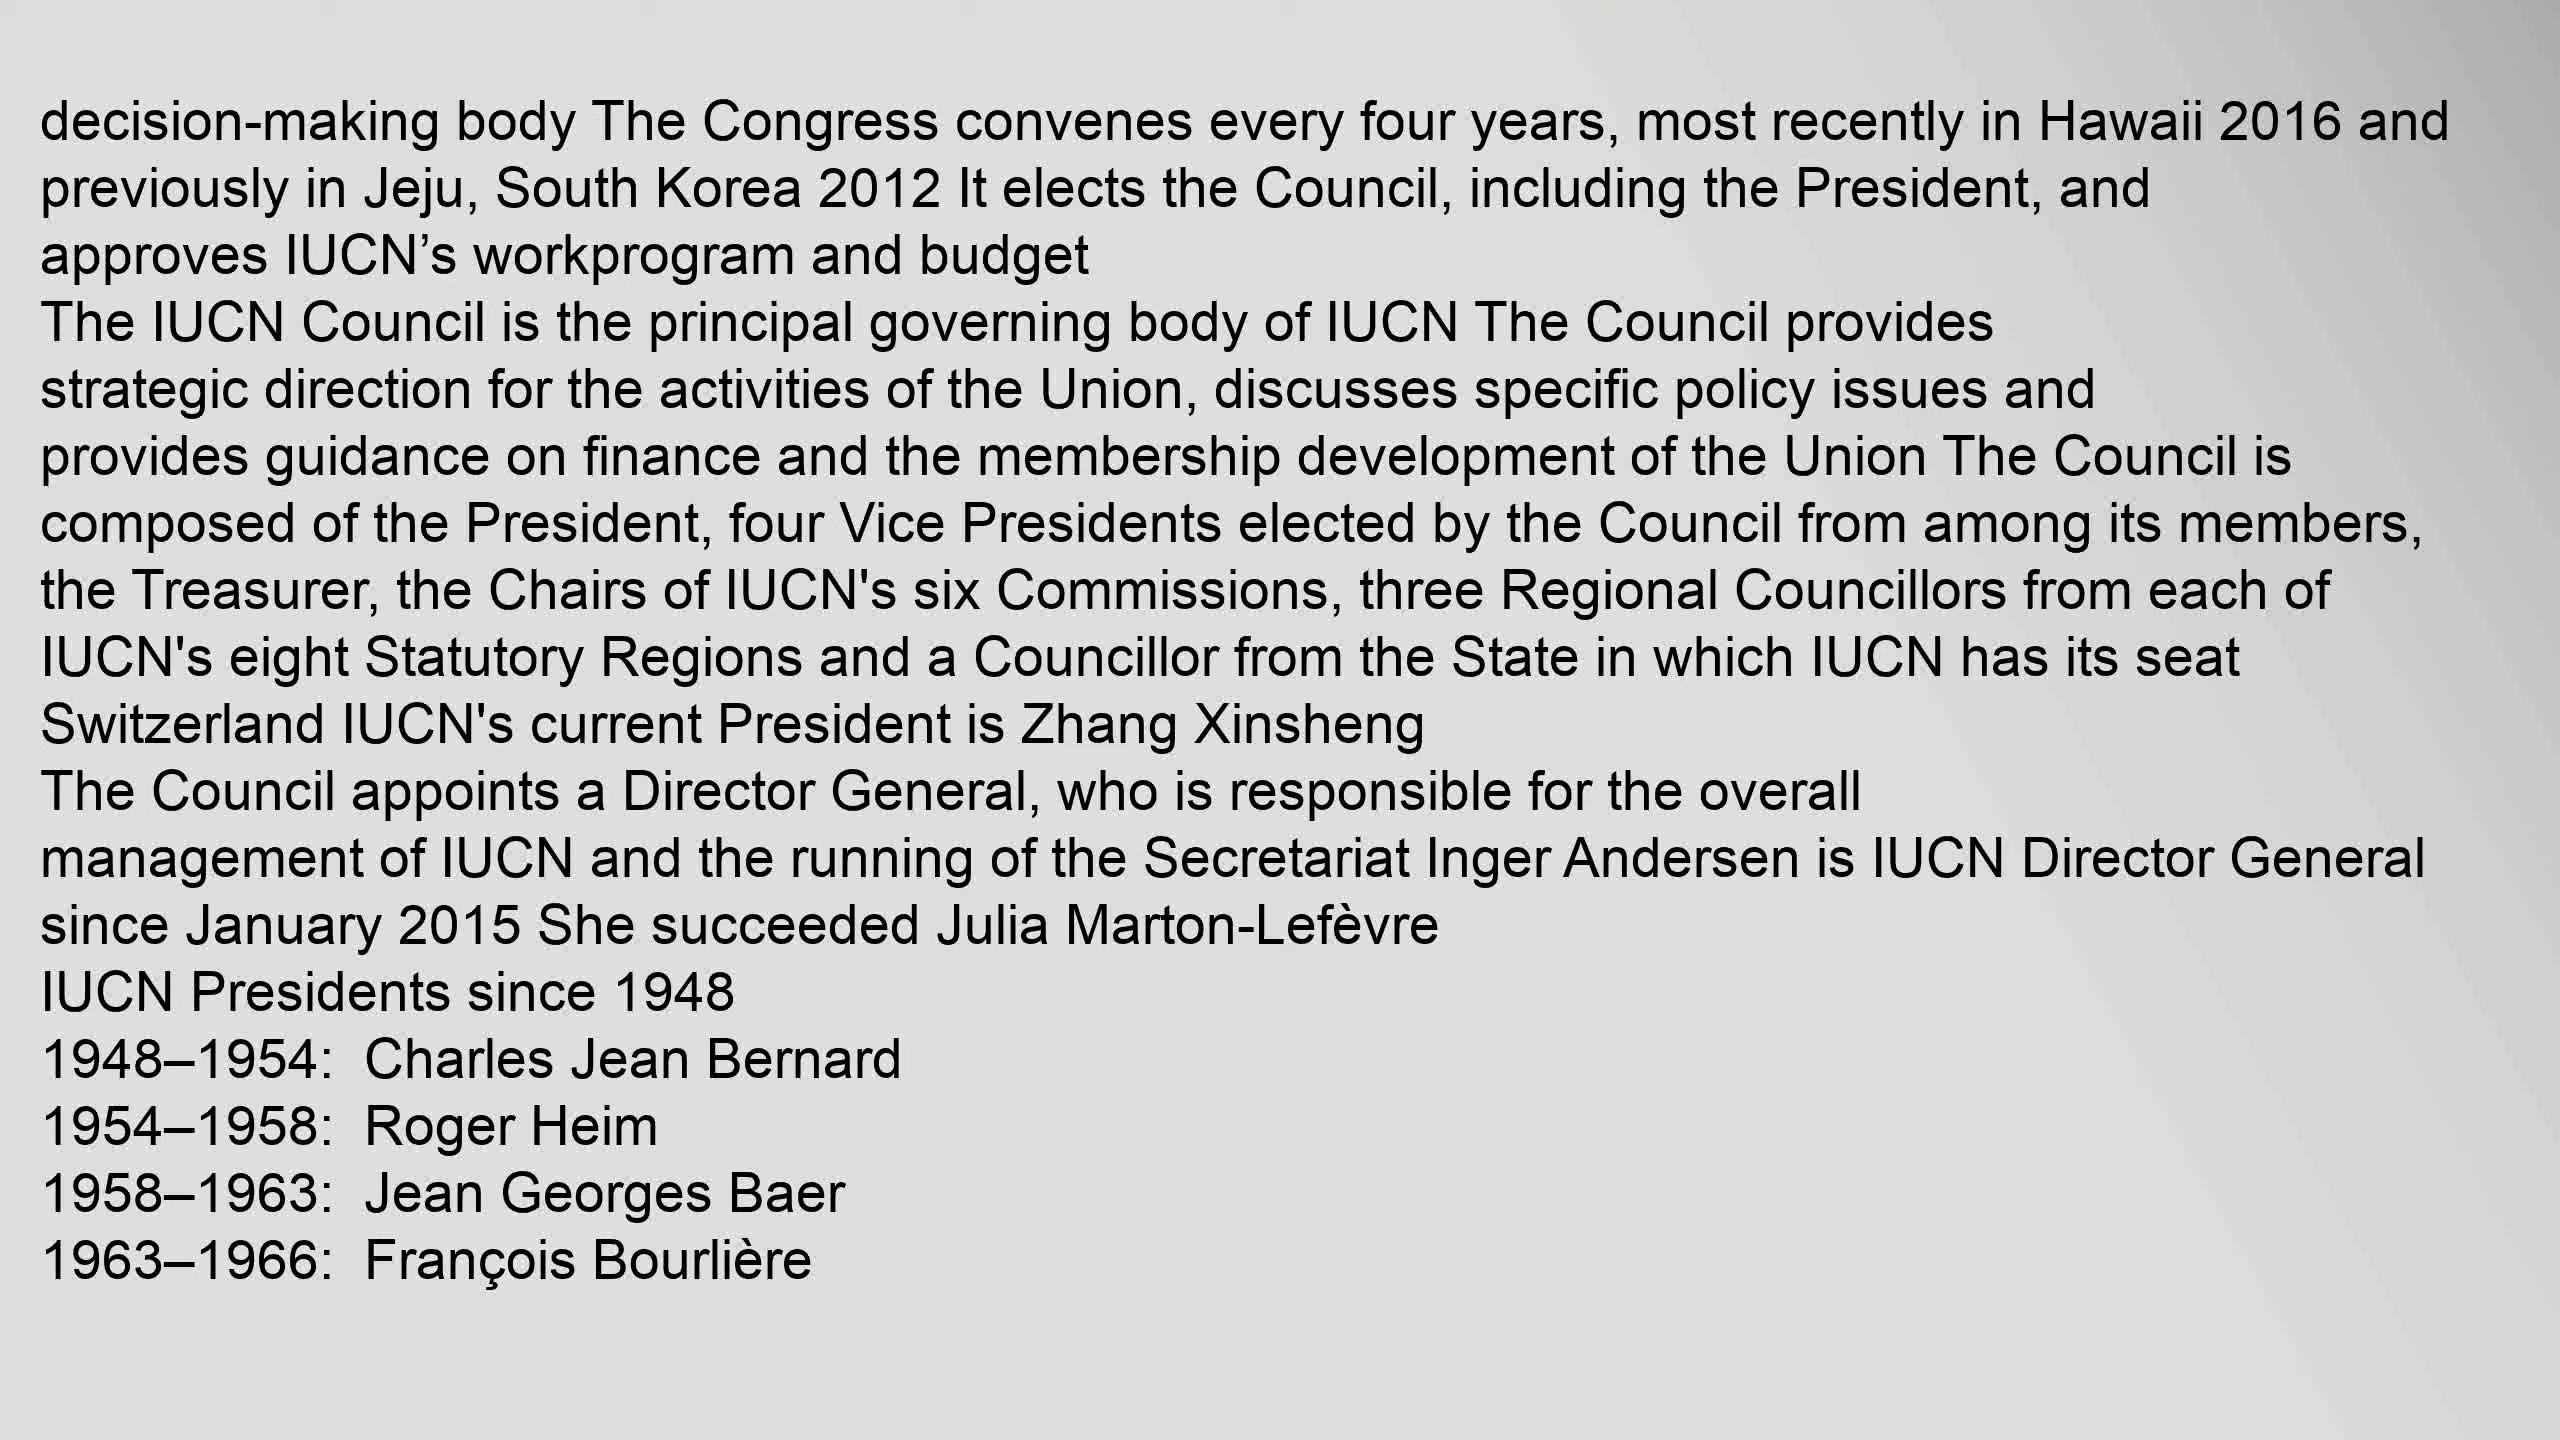 decision-making body The Congress convenes every four years, most recently in Hawaii 2016 and
previously in Jeju, South Korea 2012 It elects the Council, including the President, and
approves IUCN’s workprogram and budget
The IUCN Council is the principal governing body of IUCN The Council provides
strategic direction for the activities of the Union, discusses specific policy issues and
provides guidance on finance and the membership development of the Union The Council is
composed of the President, four Vice Presidents elected by the Council from among its members,
the Treasurer, the Chairs of IUCN's six Commissions, three Regional Councillors from each of
IUCN's eight Statutory Regions and a Councillor from the State in which IUCN has its seat
Switzerland IUCN's current President is Zhang Xinsheng
The Council appoints a Director General, who is responsible for the overall
management of IUCN and the running of the Secretariat Inger Andersen is IUCN Director General
since January 2015 She succeeded Julia Marton-Lefèvre
IUCN Presidents since 1948
1948–1954:  Charles Jean Bernard
1954–1958:  Roger Heim
1958–1963:  Jean Georges Baer
1963–1966:  François Bourlière